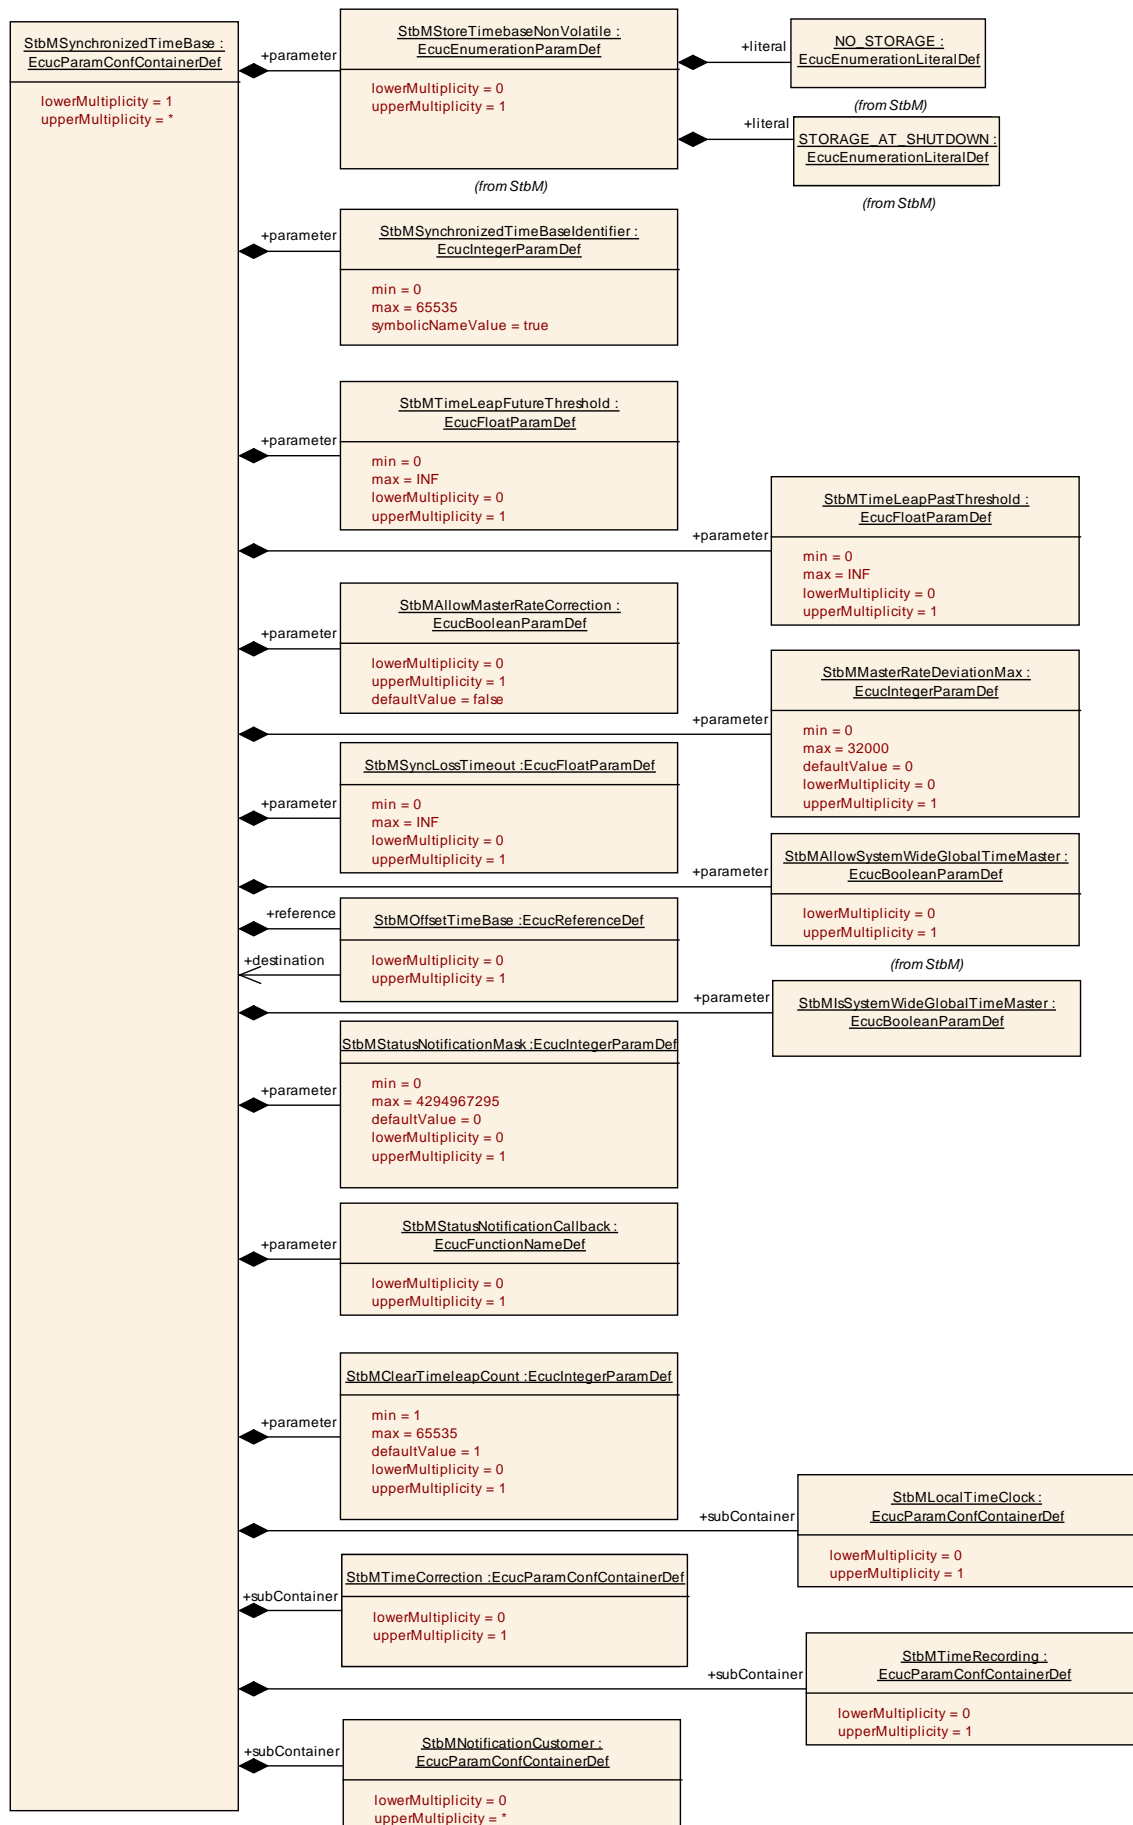 StbMSynchronizedTimeBase :
EcucParamConfContainerDef
lowerMultiplicity = 1
upperMultiplicity = *
+parameter
StbMStoreTimebaseNonVolatile :
EcucEnumerationParamDef
lowerMultiplicity = 0
upperMultiplicity = 1
(from StbM)
+literal
NO_STORAGE :
EcucEnumerationLiteralDef
(from StbM)
+literal
STORAGE_AT_SHUTDOWN :
EcucEnumerationLiteralDef
(from StbM)
+parameter
StbMSynchronizedTimeBaseIdentifier :
EcucIntegerParamDef
min = 0
max = 65535
symbolicNameValue = true
+parameter
StbMTimeLeapFutureThreshold :
EcucFloatParamDef
min = 0
max = INF
lowerMultiplicity = 0
upperMultiplicity = 1
+parameter
StbMTimeLeapPastThreshold :
EcucFloatParamDef
min = 0
max = INF
lowerMultiplicity = 0
upperMultiplicity = 1
+parameter
StbMAllowMasterRateCorrection :
EcucBooleanParamDef
lowerMultiplicity = 0
upperMultiplicity = 1
defaultValue = false
+parameter
StbMMasterRateDeviationMax :
EcucIntegerParamDef
min = 0
max = 32000
defaultValue = 0
lowerMultiplicity = 0
upperMultiplicity = 1
+parameter
StbMSyncLossTimeout :EcucFloatParamDef
min = 0
max = INF
lowerMultiplicity = 0
upperMultiplicity = 1
+parameter
StbMAllowSystemWideGlobalTimeMaster :
EcucBooleanParamDef
lowerMultiplicity = 0
upperMultiplicity = 1
(from StbM)
+reference
+destination
StbMOffsetTimeBase :EcucReferenceDef
lowerMultiplicity = 0
upperMultiplicity = 1
+parameter
StbMIsSystemWideGlobalTimeMaster :
EcucBooleanParamDef
+parameter
StbMStatusNotificationMask :EcucIntegerParamDef
min = 0
max = 4294967295
defaultValue = 0
lowerMultiplicity = 0
upperMultiplicity = 1
+parameter
StbMStatusNotificationCallback :
EcucFunctionNameDef
lowerMultiplicity = 0
upperMultiplicity = 1
+parameter
StbMClearTimeleapCount :EcucIntegerParamDef
min = 1
max = 65535
defaultValue = 1
lowerMultiplicity = 0
upperMultiplicity = 1
+subContainer
StbMLocalTimeClock :
EcucParamConfContainerDef
lowerMultiplicity = 0
upperMultiplicity = 1
+subContainer
StbMTimeCorrection :EcucParamConfContainerDef
lowerMultiplicity = 0
upperMultiplicity = 1
+subContainer
StbMTimeRecording :
EcucParamConfContainerDef
lowerMultiplicity = 0
upperMultiplicity = 1
+subContainer
StbMNotificationCustomer :
EcucParamConfContainerDef
lowerMultiplicity = 0
upperMultiplicity = *